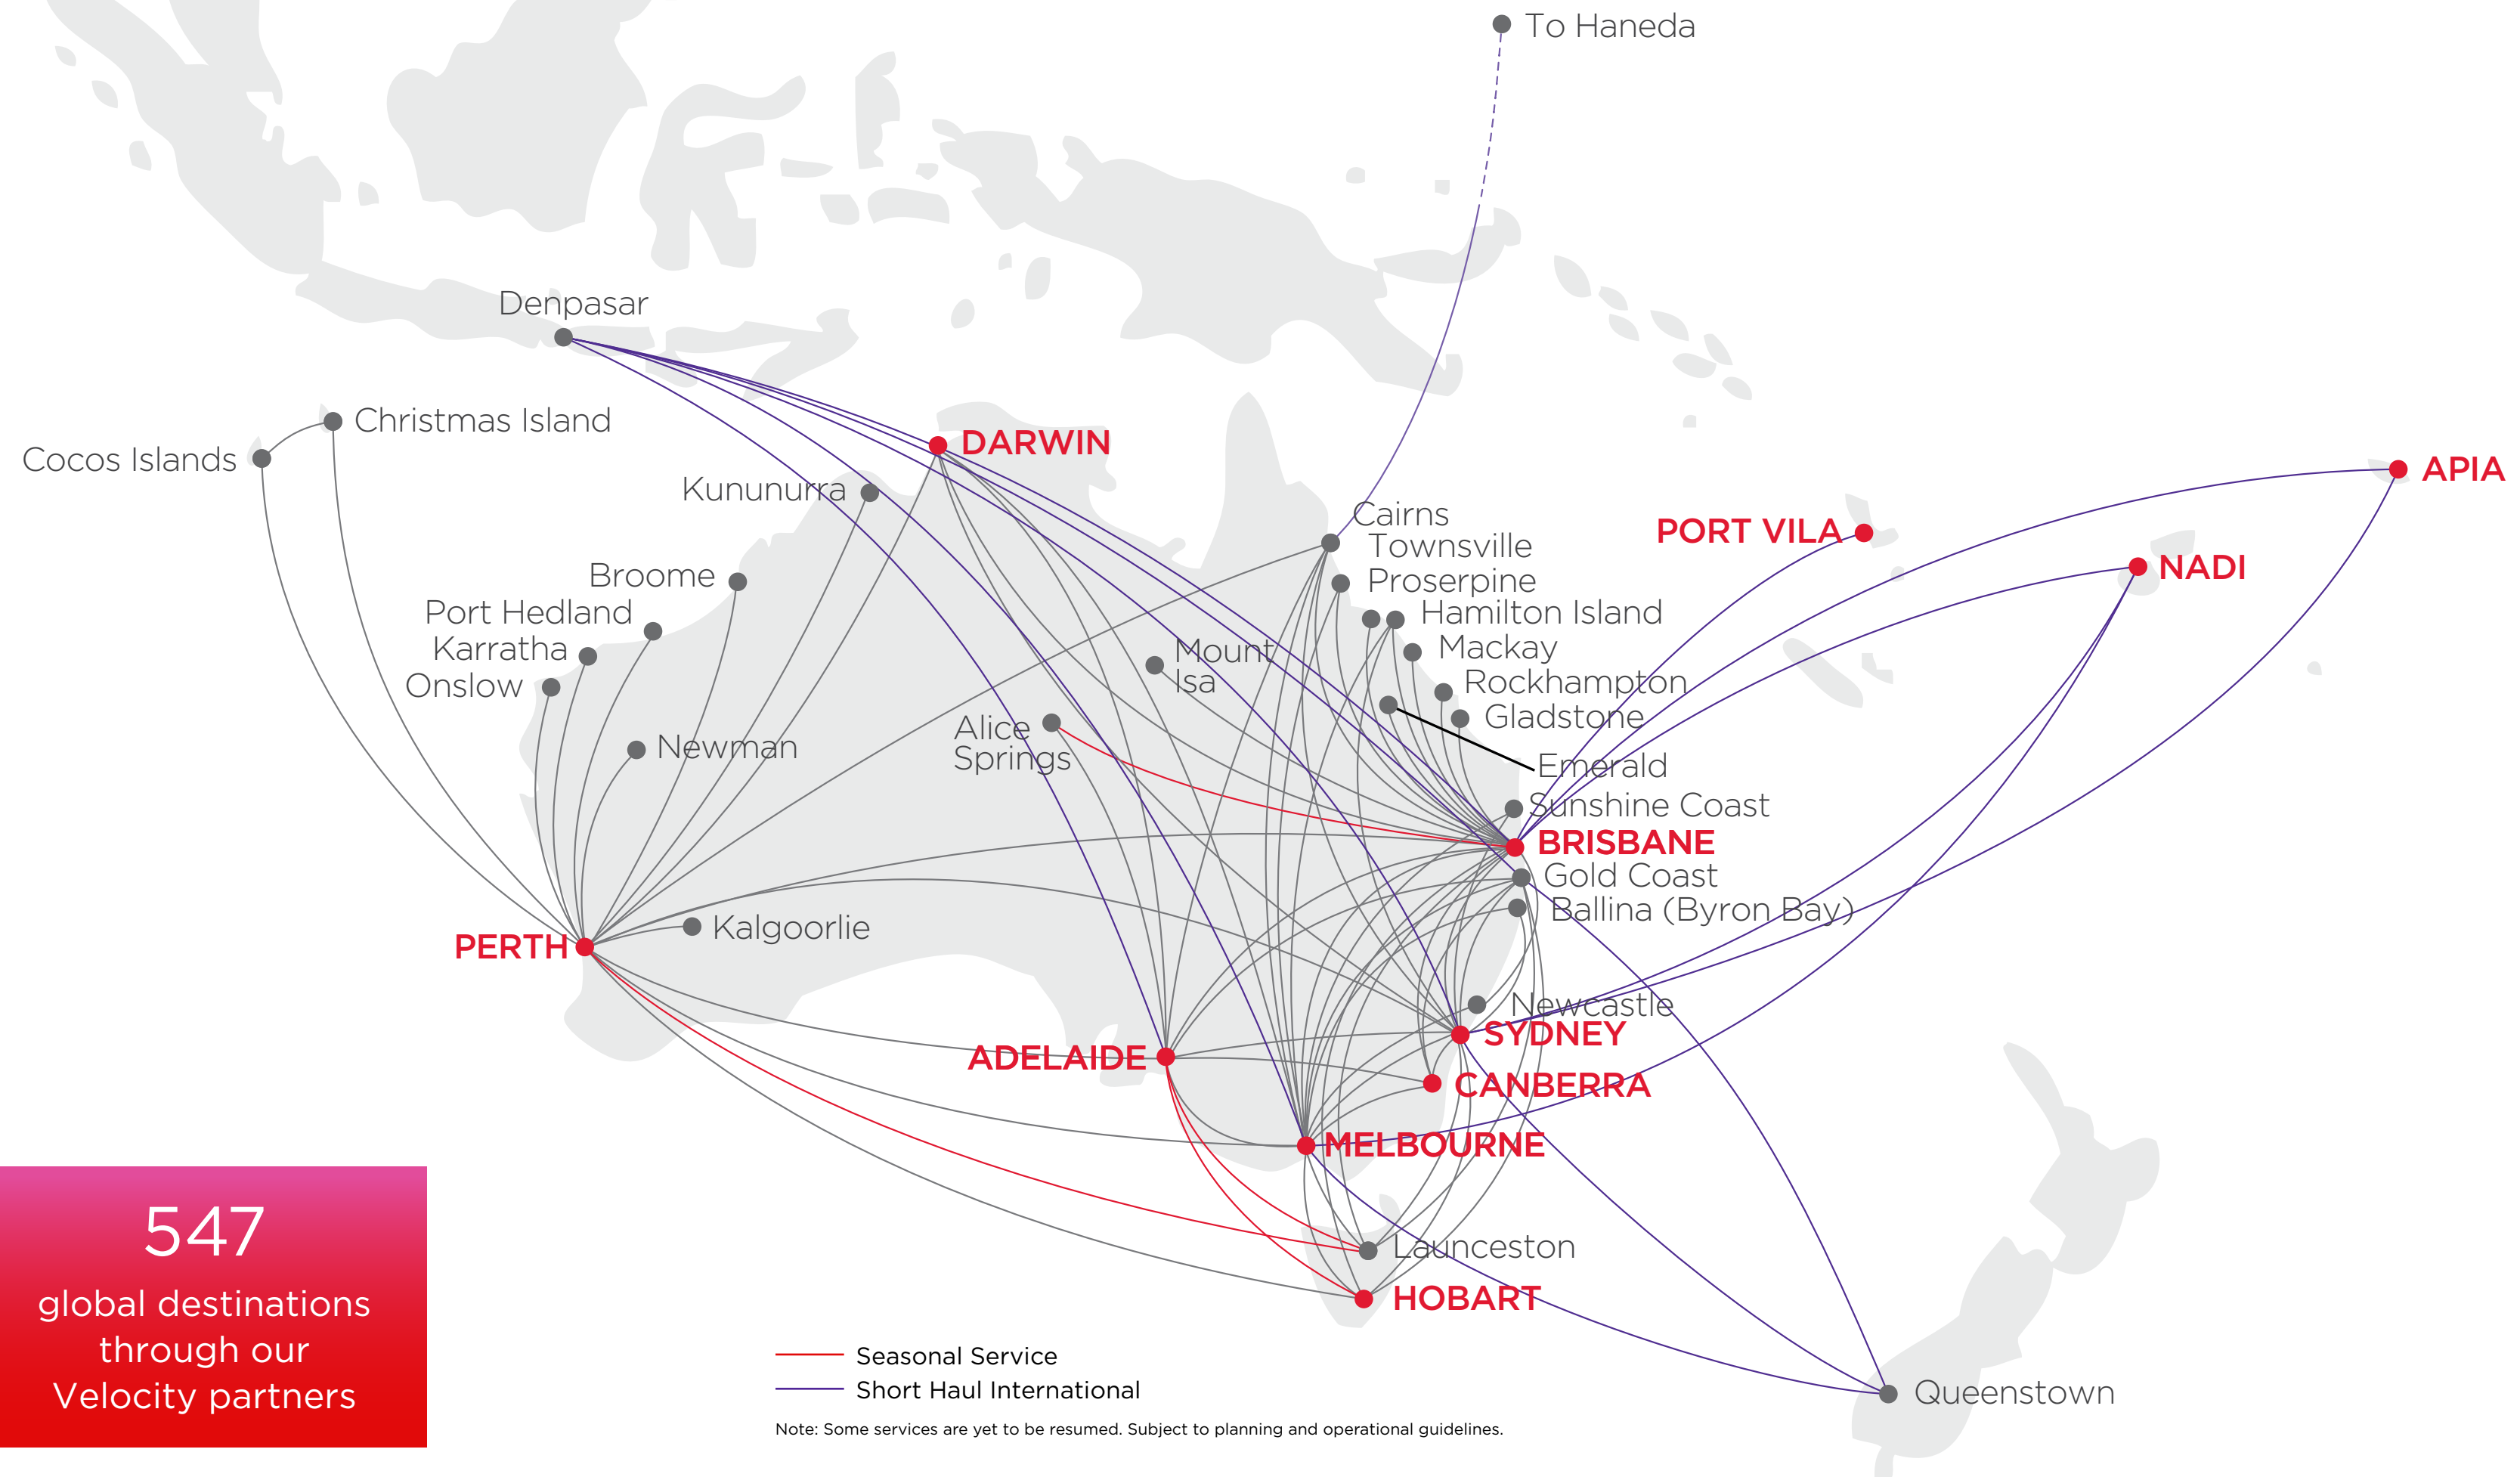 To Haneda
Denpasar
Christmas Island
Cocos Islands
DARWIN
APIA
Kununurra
Cairns
PORT VILA
Townsville
NADI
Broome
Proserpine
Port Hedland
Hamilton Island
Karratha
Mount
Isa
Mackay
Onslow
Rockhampton
Gladstone
Alice
Springs
Newman
Emerald
Sunshine Coast
BRISBANE
Gold Coast
Ballina (Byron Bay)
Kalgoorlie
PERTH
Newcastle
SYDNEY
ADELAIDE
CANBERRA
MELBOURNE
Launceston
HOBART
Queenstown
547
global destinations
through our
Velocity partners
Seasonal Service
Short Haul International
Note: Some services are yet to be resumed. Subject to planning and operational guidelines.